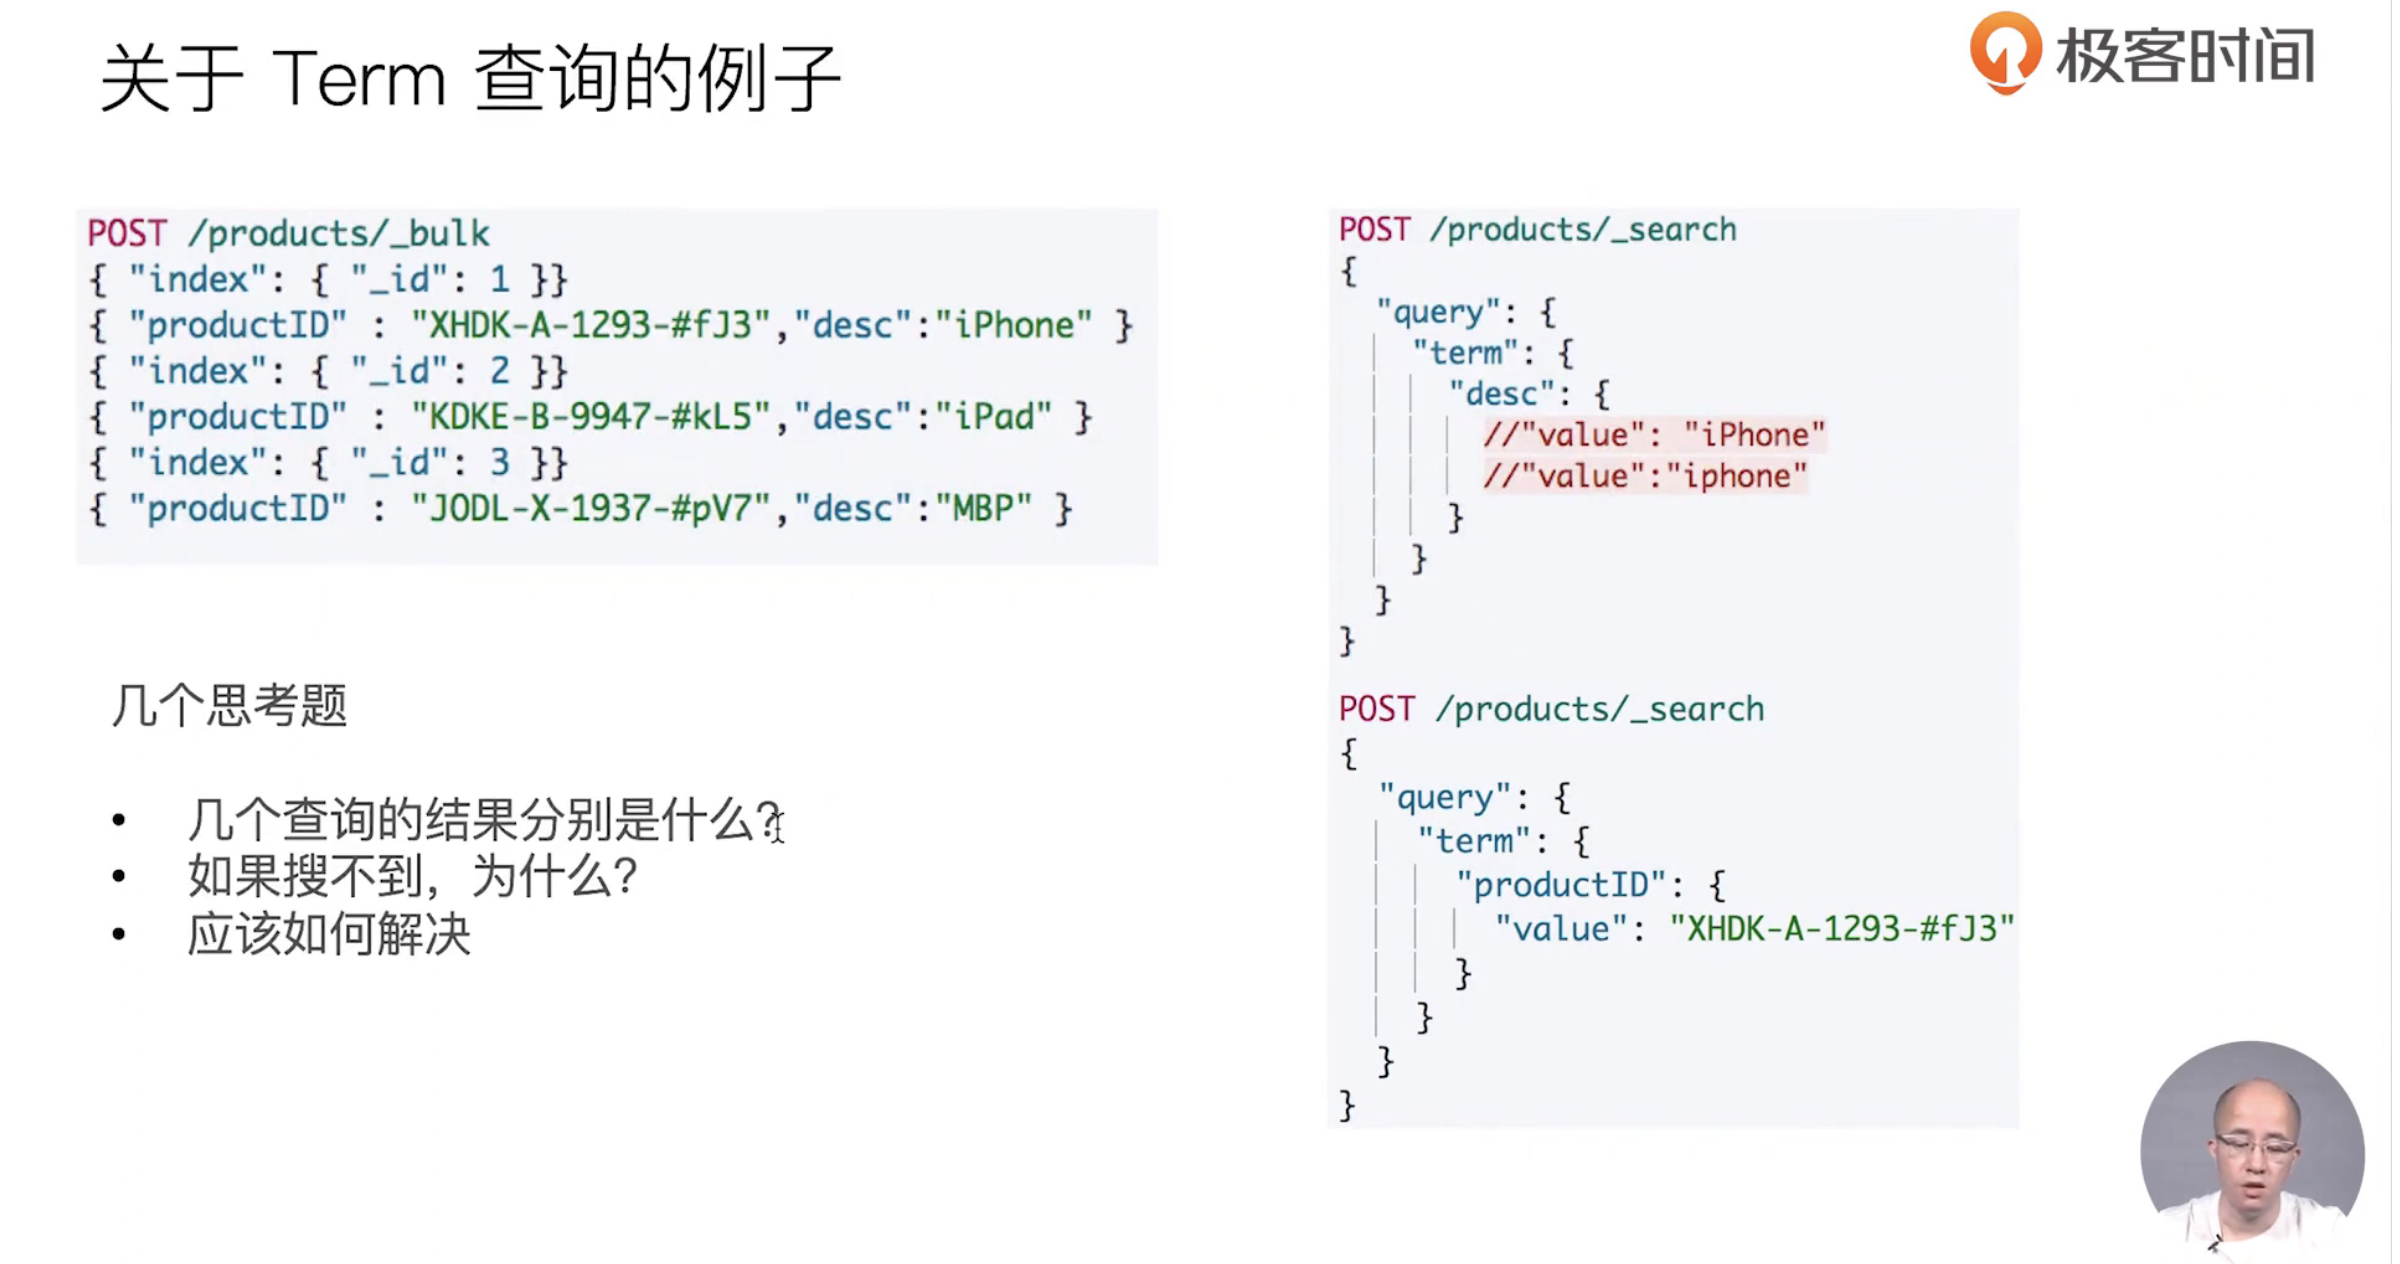 关于 Term 查询的例子
极客时间
POST /products/_bulk
{ "index": { "_id": 1 }}
{ "productID" : "XHDK-A-1293-#fJ3","desc":"iPhone" }
{ "index": { "_id": 2 }}
{ "productID" : "KDKE-B-9947-#kL5","desc":"iPad" }
{ "index": { "_id": 3 }}
{ "productID" : "JODL-X-1937-#pV7","desc":"MBP" }
几个思考题
• 几个查询的结果分别是什么?
• 如果搜不到，为什么?
• 应该如何解决
POST /products/_search
{
"query": {
"term": {
"desc": {
//"value": "iPhone"
//"value":"iphone"
}
}
}
}
POST /products/_search
{
"query": {
"term": {
"productID": {
"value": "XHDK-A-1293-#fJ3"
}
}
}
}